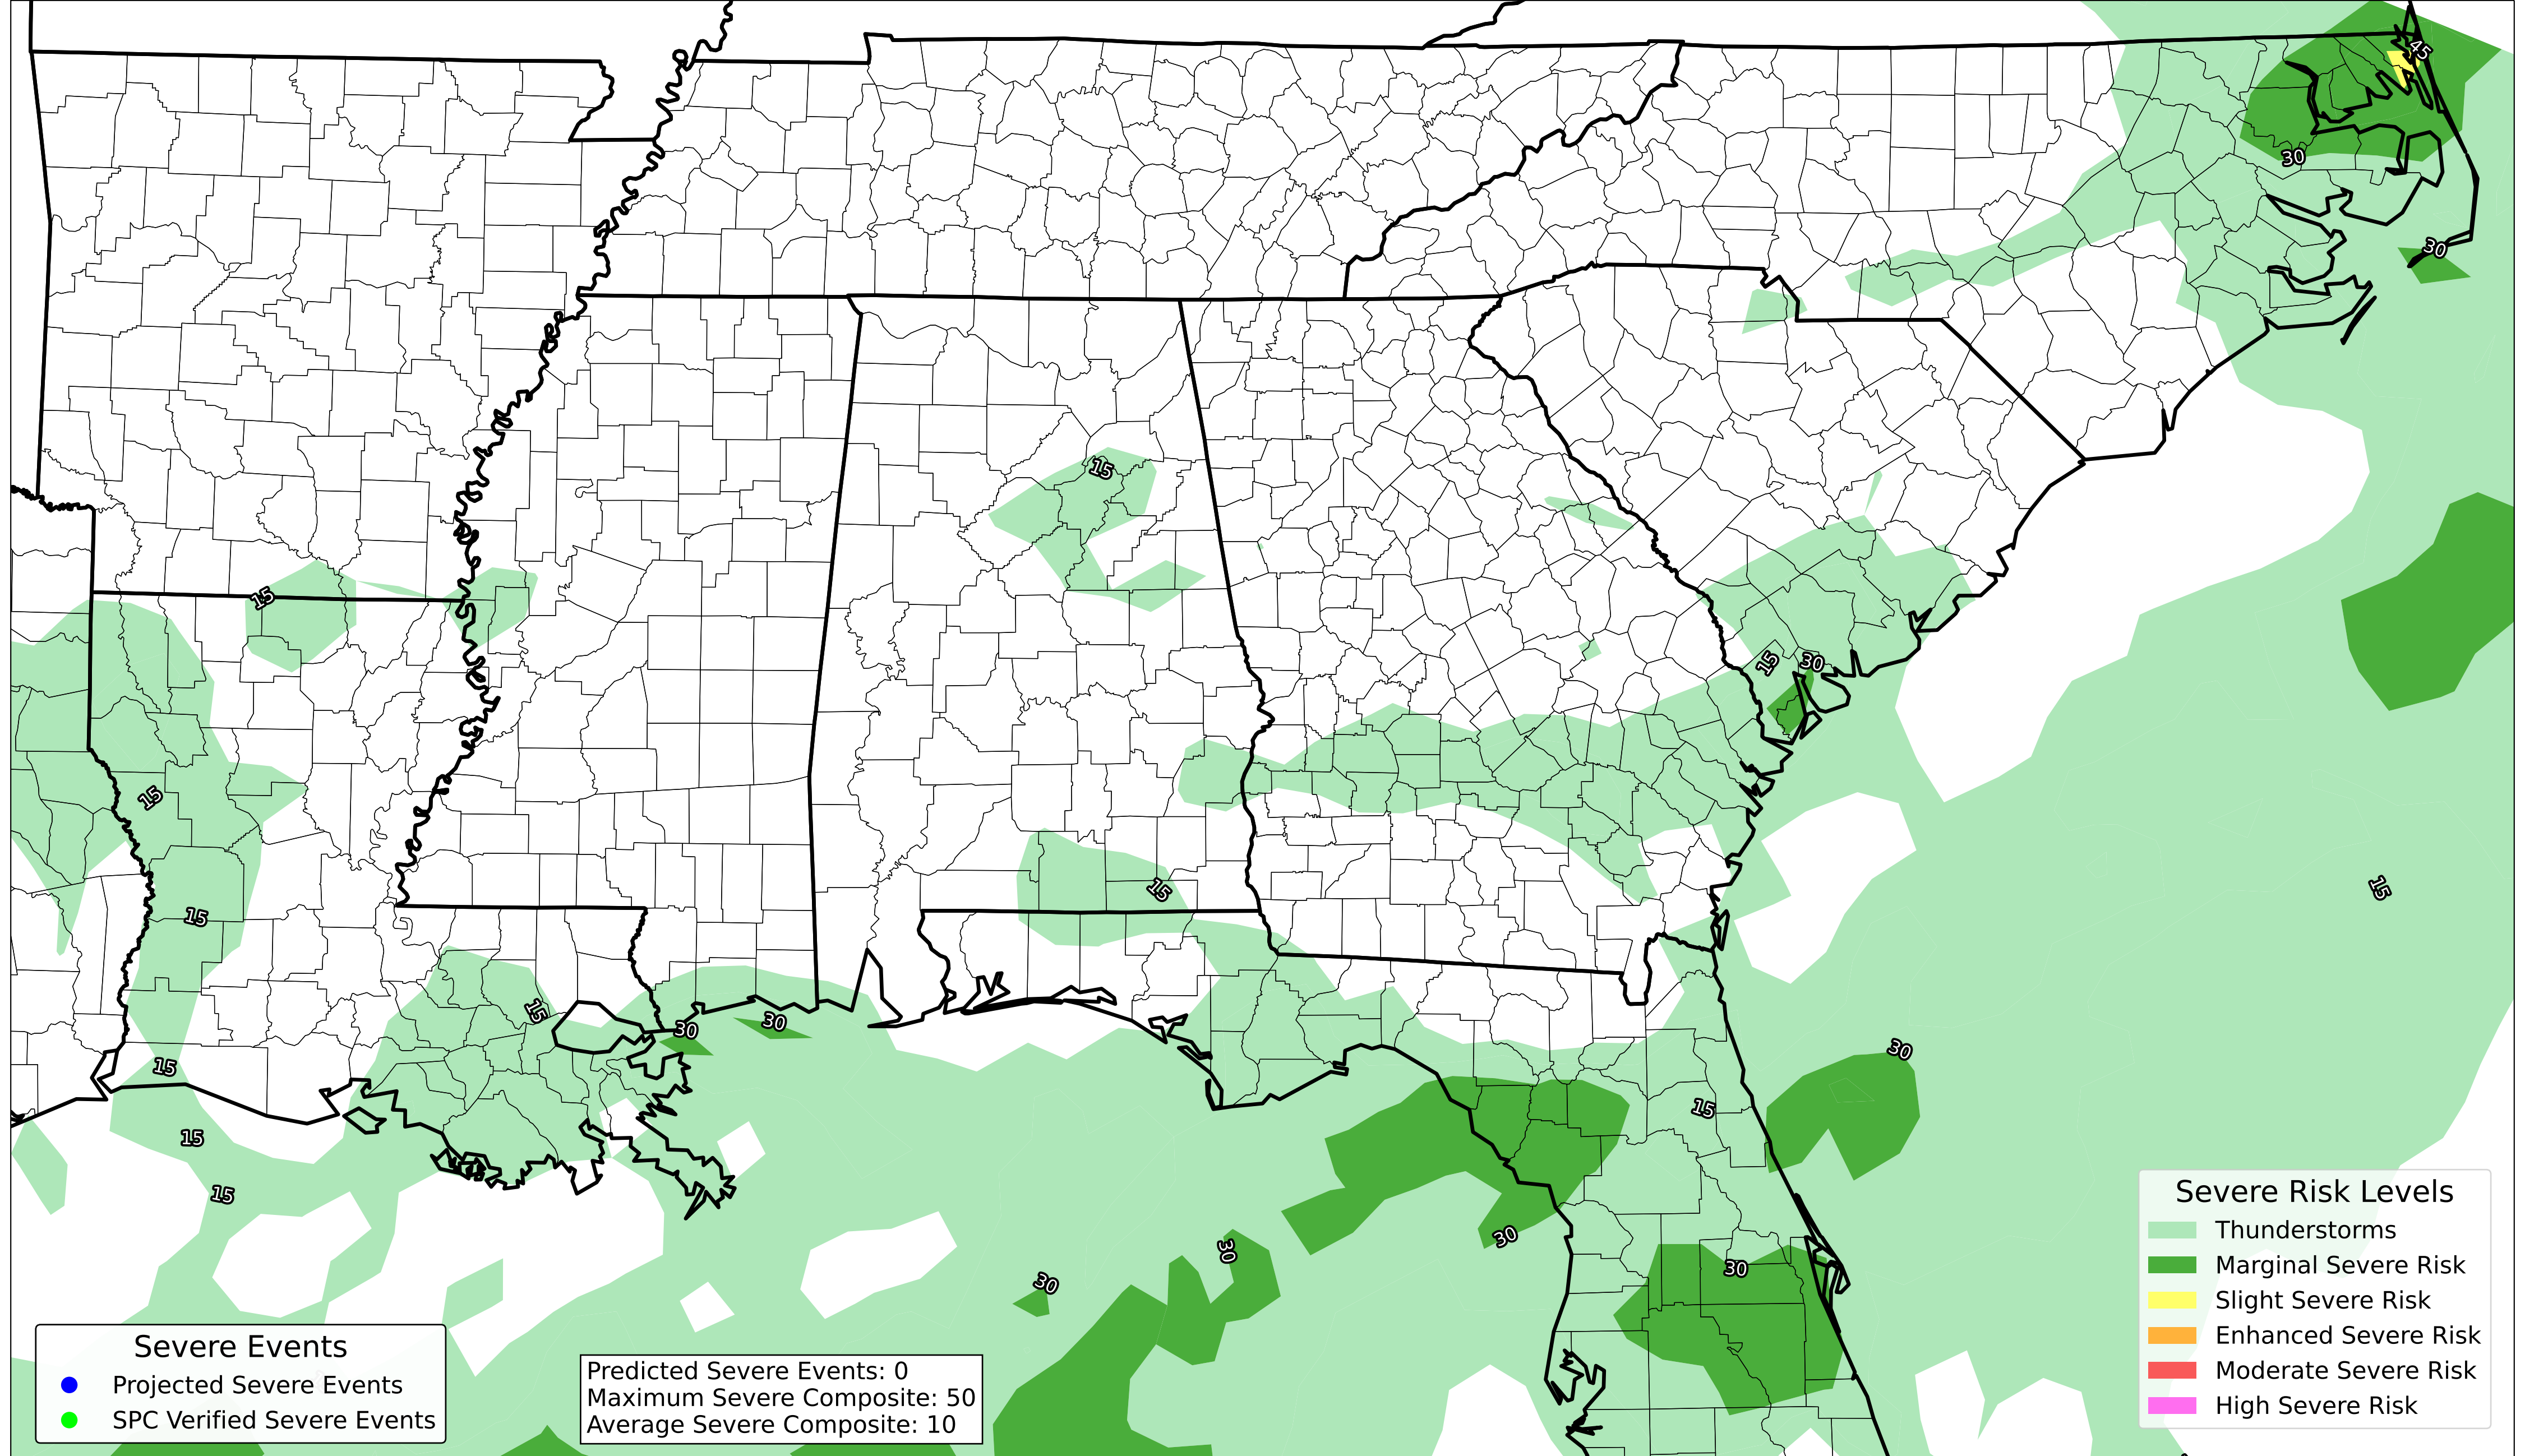 45
30
30
15
15
15
30
15
15
15
15
15
30
30
30
15
15
15
15
30
30
30
30
Severe Risk Levels
Thunderstorms
Marginal Severe Risk
Slight Severe Risk
Enhanced Severe Risk
Moderate Severe Risk
High Severe Risk
Severe Events
Projected Severe Events
SPC Verified Severe Events
Predicted Severe Events: 0
Maximum Severe Composite: 50
Average Severe Composite: 10